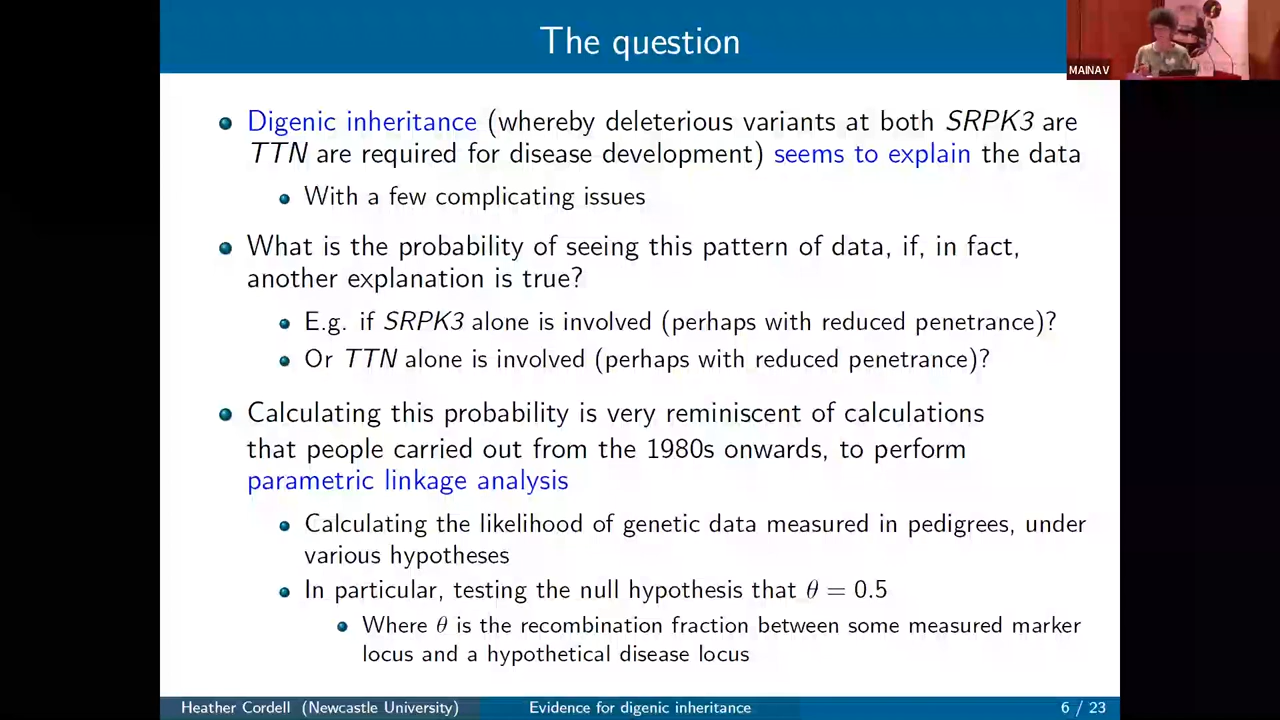 The question
MAINAV
Digenic inheritance (whereby deleterious variants at both SRPK3 are
TTN are required for disease development) seems to explain the data
With a few complicating issues
What is the probability of seeing this pattern of data, if, in fact,
another explanation is true?
E.g. if SRPK3 alone is involved (perhaps with reduced penetrance)?
Or TTN alone is involved (perhaps with reduced penetrance)?
Calculating this probability is very reminiscent of calculations
that people carried out from the 1980s onwards, to perform
parametric linkage analysis
Calculating the likelihood of genetic data measured in pedigrees, under
various hypotheses
In particular, testing the null hypothesis that θ = 0.5
Where θ is the recombination fraction between some measured marker
locus and a hypothetical disease locus
Heather Cordell (Newcastle University) Evidence for digenic inheritance 6 / 23